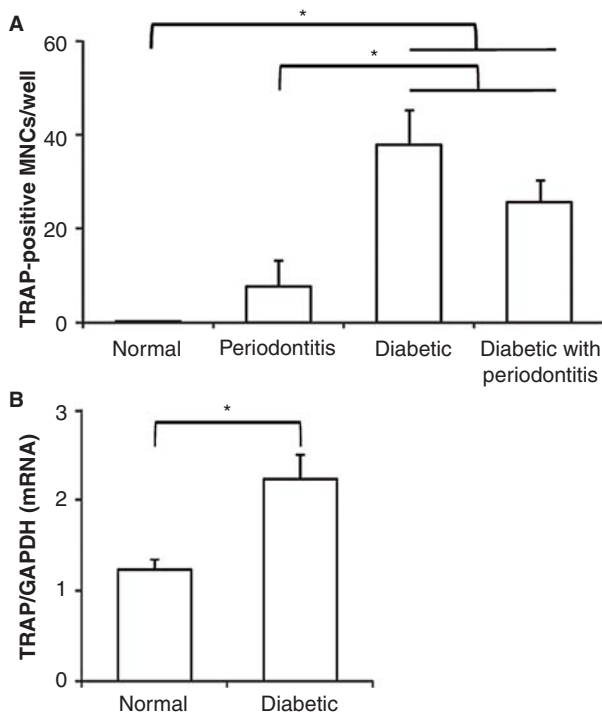 A
*
*
60
40
20
0
TRAP-positive MNCs/well
Normal
Periodontitis
Diabetic
Diabetic with
periodontitis
B
*
3
2
1
0
TRAP/GAPDH (mRNA)
Normal
Diabetic